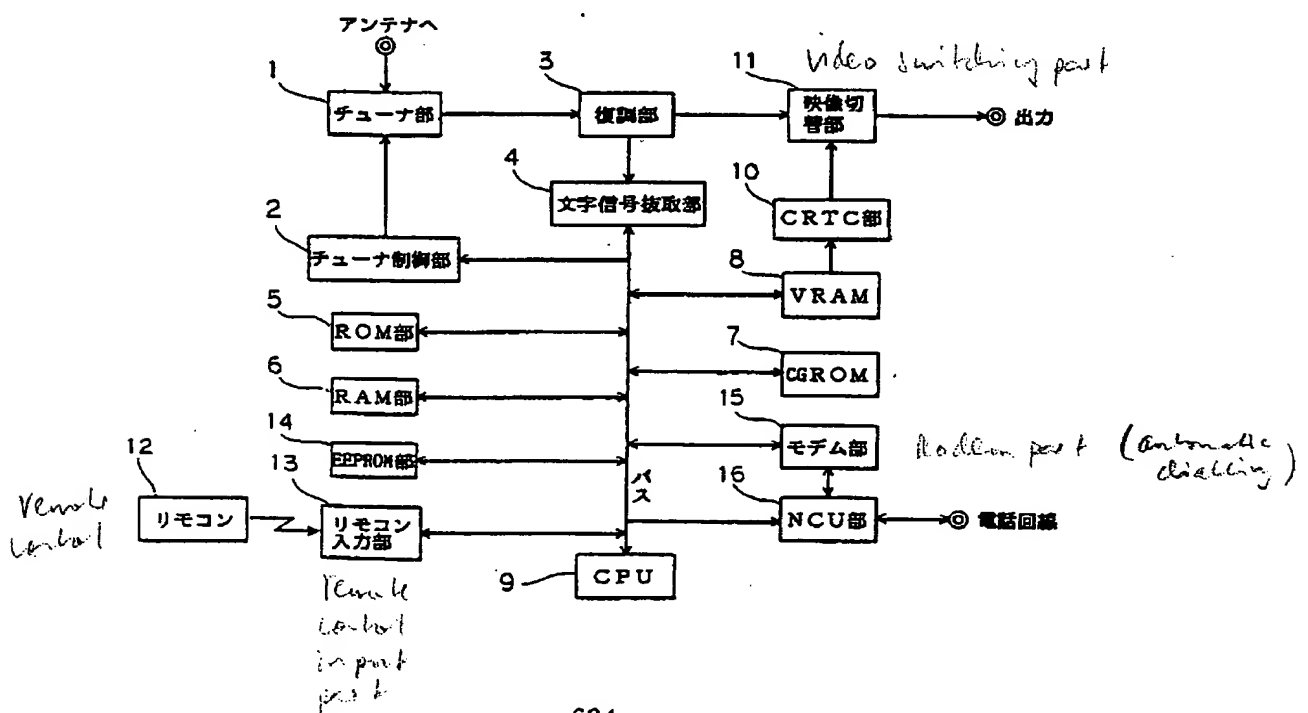 アンテナへ
1
チューナ部
3
復調部
11
video switching part
映像切
替部
出力
4
文字信号抜取部
10
CRTC部
2
チューナ制御部
8
VRAM
5
ROM部
7
CGROM
6
RAM部
15
モデム部
Modem part (automatic
dialling)
14
EEPROM部
バス
12
リモコン
remote
control
13
リモコン
入力部
16
NCU部
電話回線
9
CPU
remote
control
input
part